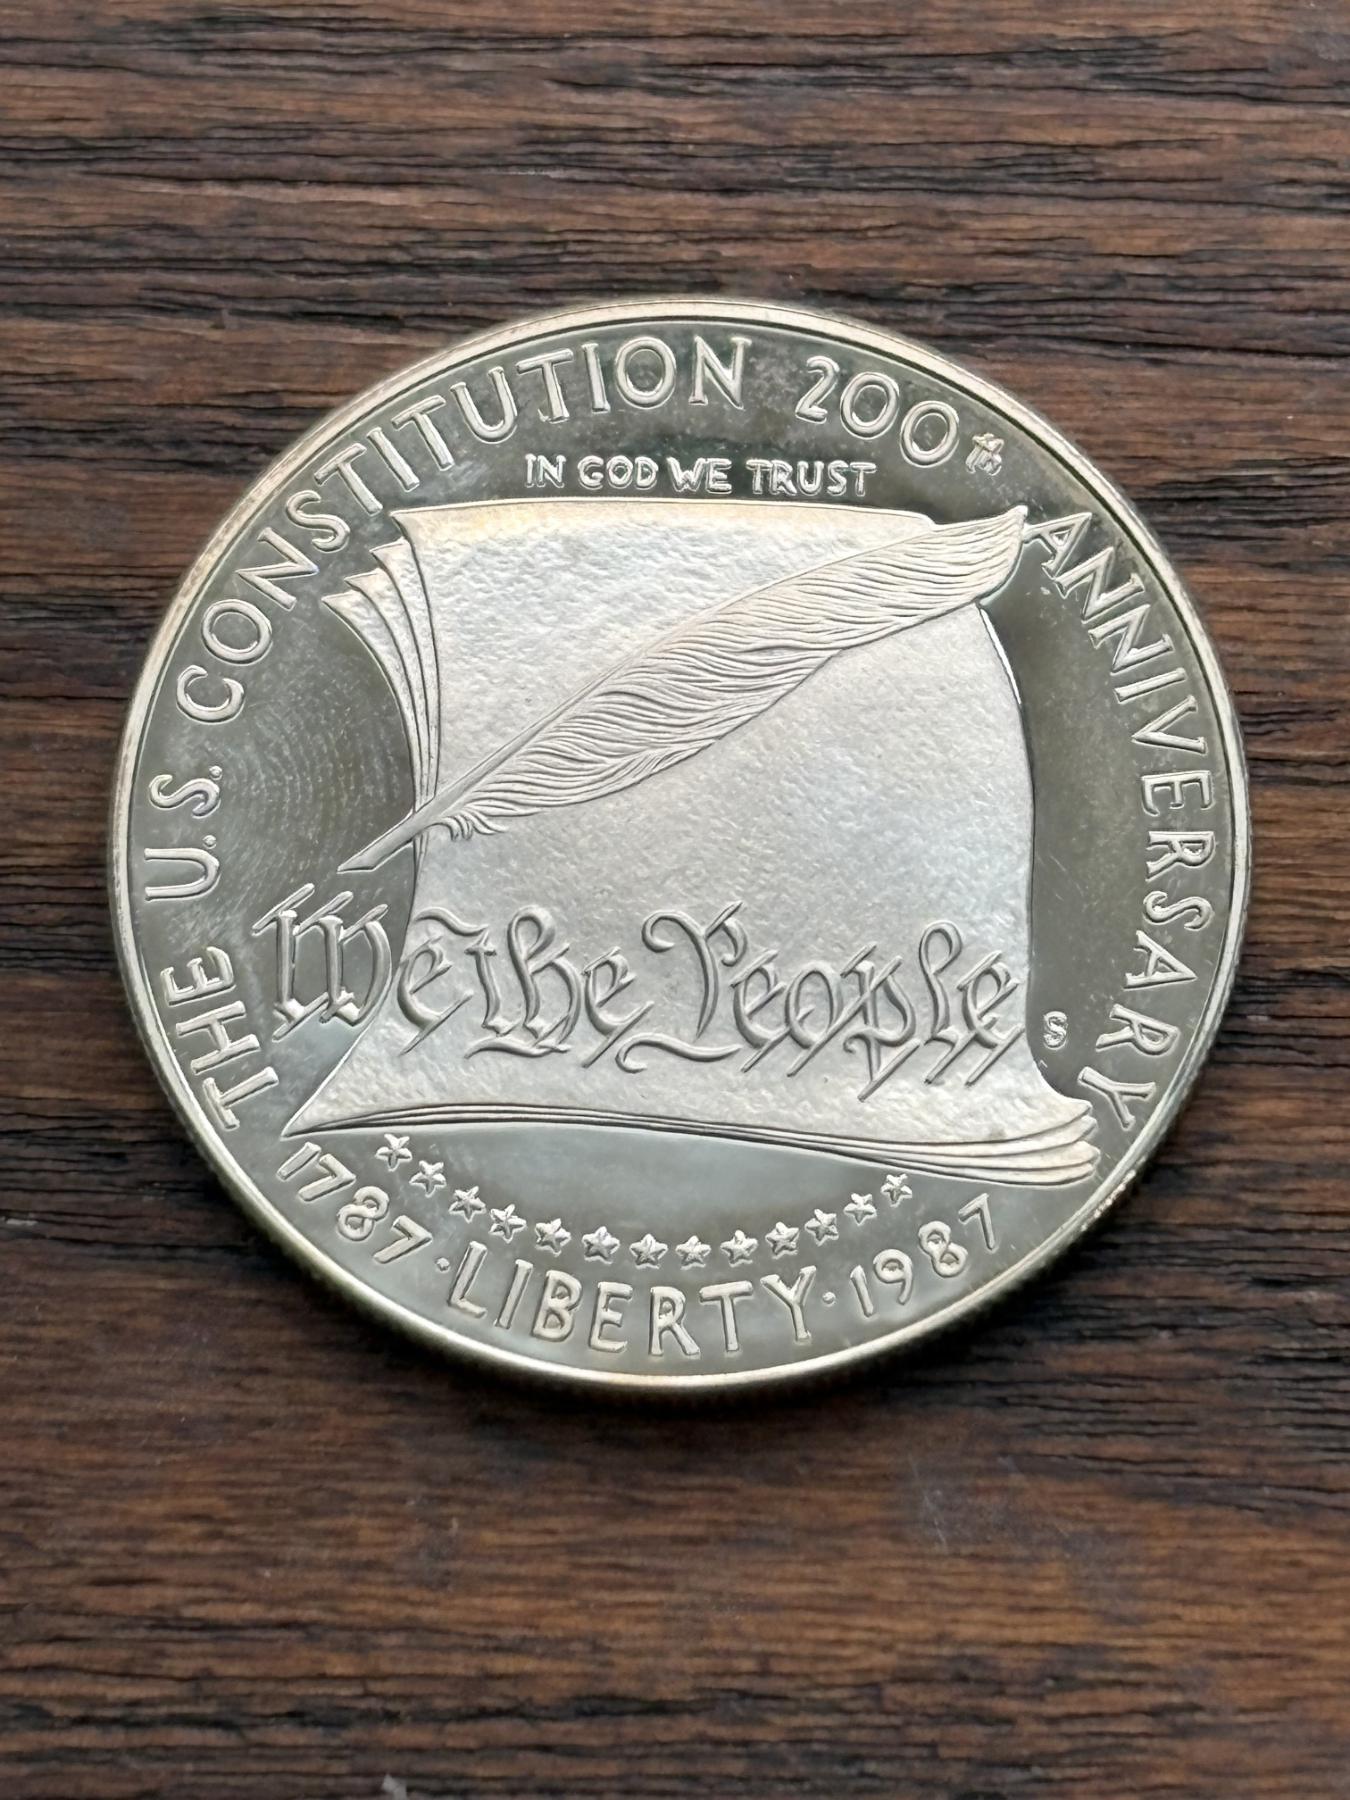 THE U.S. CONSTITUTION 200th ANNIVERSARY
IN GOD WE TRUST
We the People
S
1787 · LIBERTY · 1987